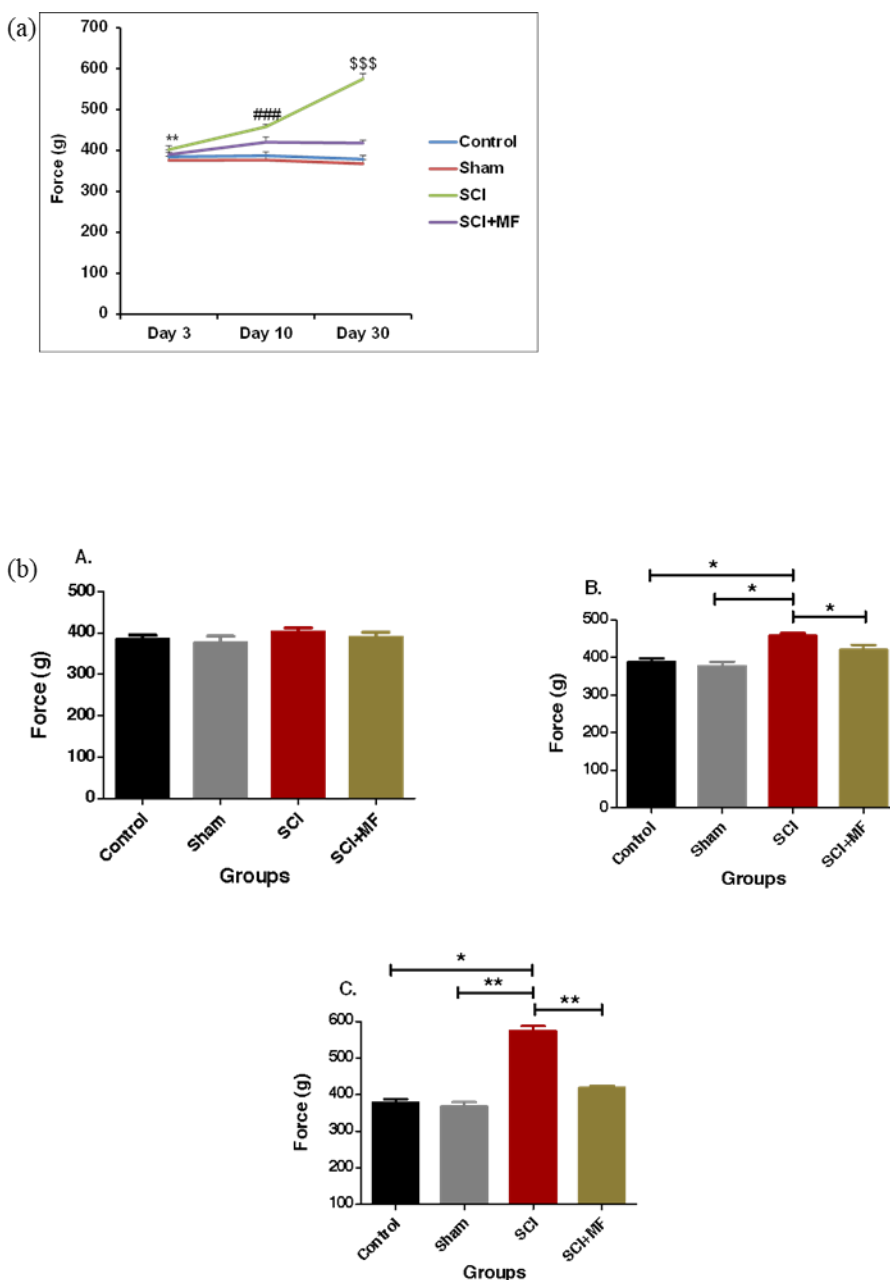 (a)
700
600
500
400
300
200
100
0
Force (g)
**
###
$$$
Day 3 Day 10 Day 30
Control
Sham
SCI
SCI+MF
(b)
A.
500
400
300
200
100
0
Force (g)
Control Sham SCI SCI+MF
Groups
B.
*
*
*
500
400
300
200
100
0
Force (g)
Control Sham SCI SCI+MF
Groups
C.
*
**
**
600
500
400
300
200
100
Force (g)
Control Sham SCI SCI+MF
Groups